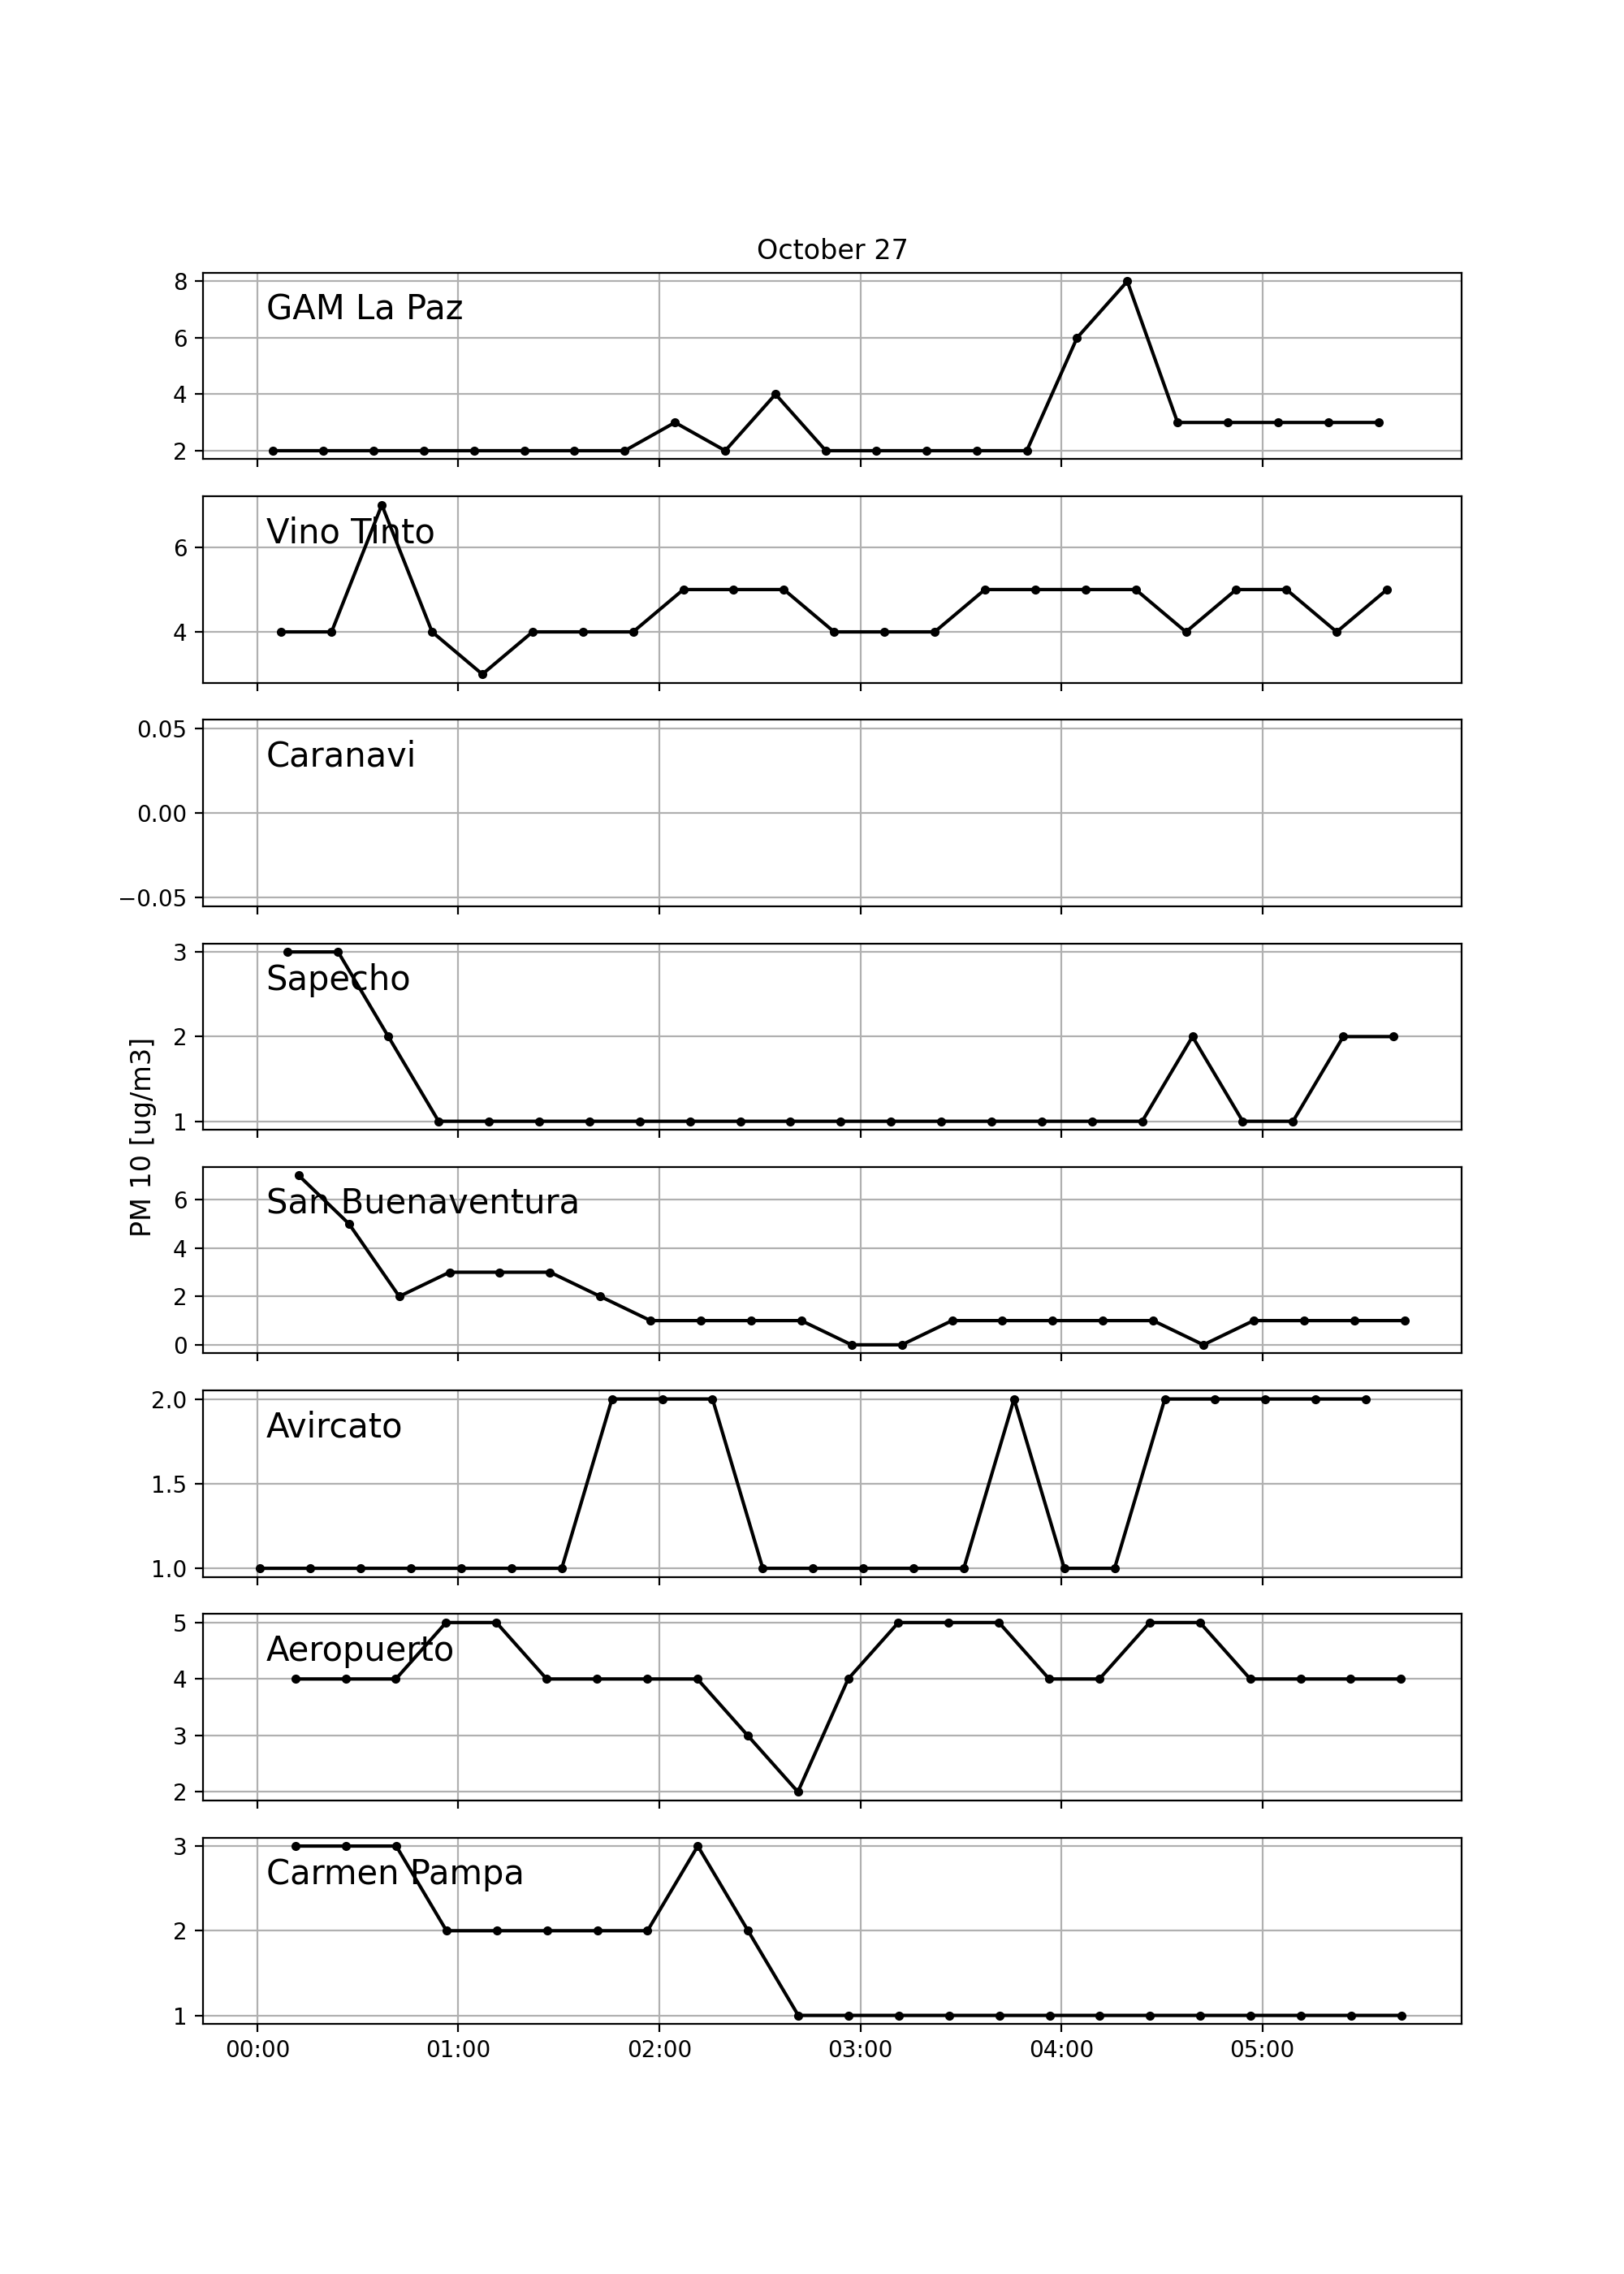 October 27
8
GAM La Paz
6
4
2
Vino Tinto
6
4
0.05
Caranavi
0.00
−0.05
3
Sapecho
2
1
PM 10 [ug/m3]
6
San Buenaventura
4
2
0
2.0
Avircato
1.5
1.0
5
Aeropuerto
4
3
2
3
Carmen Pampa
2
1
00:00 01:00 02:00 03:00 04:00 05:00